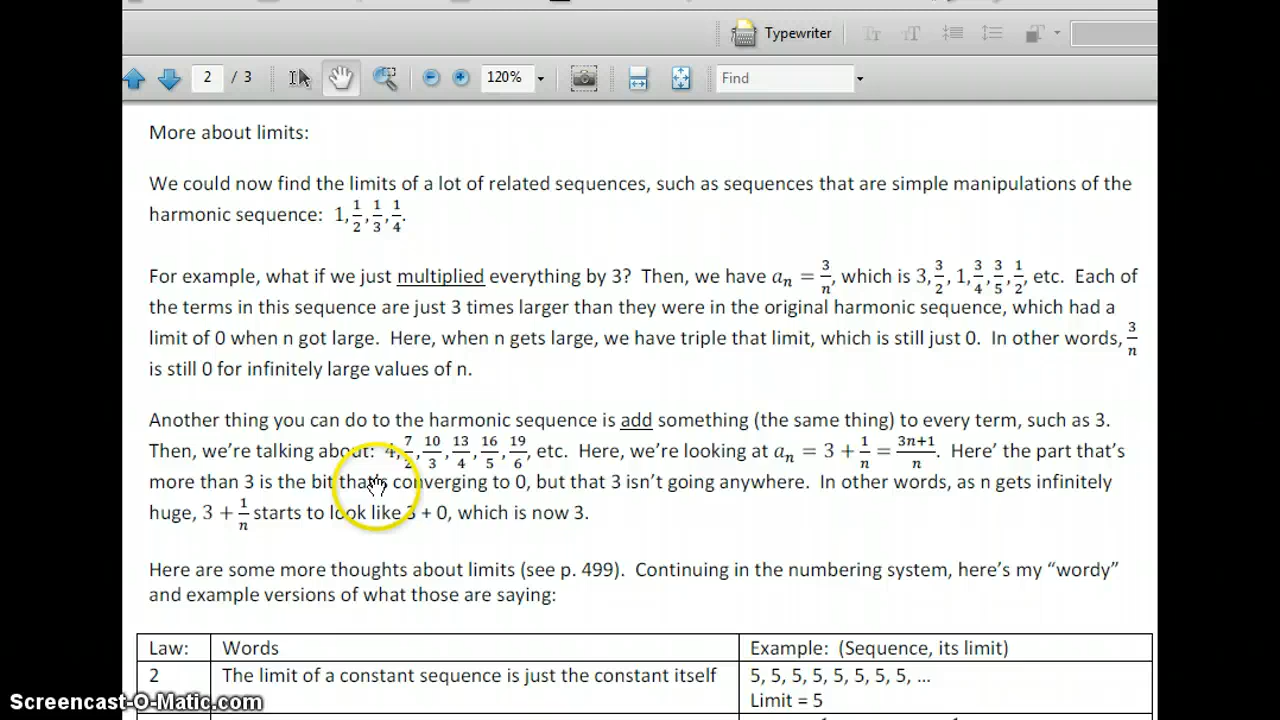 Typewriter
2 / 3 120% Find
More about limits:
We could now find the limits of a lot of related sequences, such as sequences that are simple manipulations of the
harmonic sequence: 1, 1/2, 1/3, 1/4.
For example, what if we just multiplied everything by 3? Then, we have aₙ = 3/n, which is 3, 3/2, 1, 3/4, 3/5, 1/2, etc. Each of
the terms in this sequence are just 3 times larger than they were in the original harmonic sequence, which had a
limit of 0 when n got large. Here, when n gets large, we have triple that limit, which is still just 0. In other words, 3/n
is still 0 for infinitely large values of n.
Another thing you can do to the harmonic sequence is add something (the same thing) to every term, such as 3.
Then, we're talking about: 4, 7/2, 10/3, 13/4, 16/5, 19/6, etc. Here, we're looking at aₙ = 3 + 1/n = 3n+1/n. Here' the part that's
more than 3 is the bit that's converging to 0, but that 3 isn't going anywhere. In other words, as n gets infinitely
huge, 3 + 1/n starts to look like 3 + 0, which is now 3.
Here are some more thoughts about limits (see p. 499). Continuing in the numbering system, here's my “wordy”
and example versions of what those are saying:
Law: Words Example: (Sequence, its limit)
2 The limit of a constant sequence is just the constant itself 5, 5, 5, 5, 5, 5, 5, 5, ...
Limit = 5
Screencast-O-Matic.com